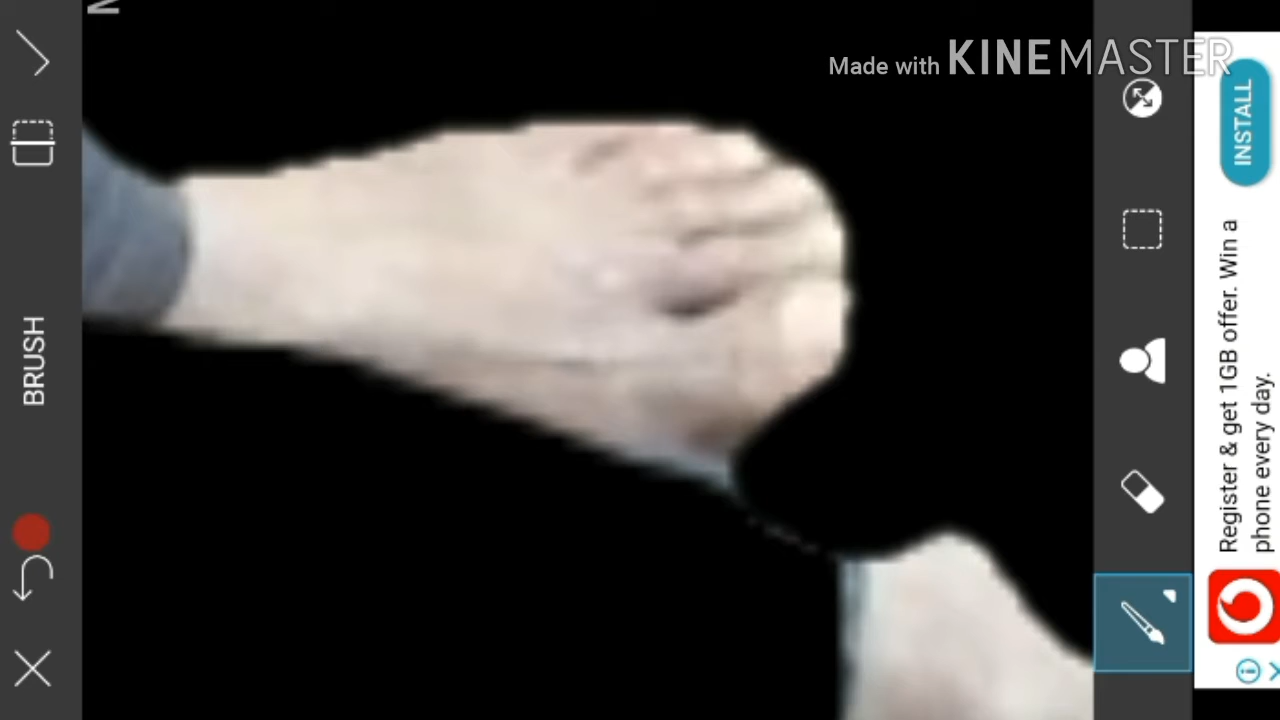 Made with KINEMASTER
BRUSH
INSTALL
Register & get 1GB offer. Win a
phone every day.